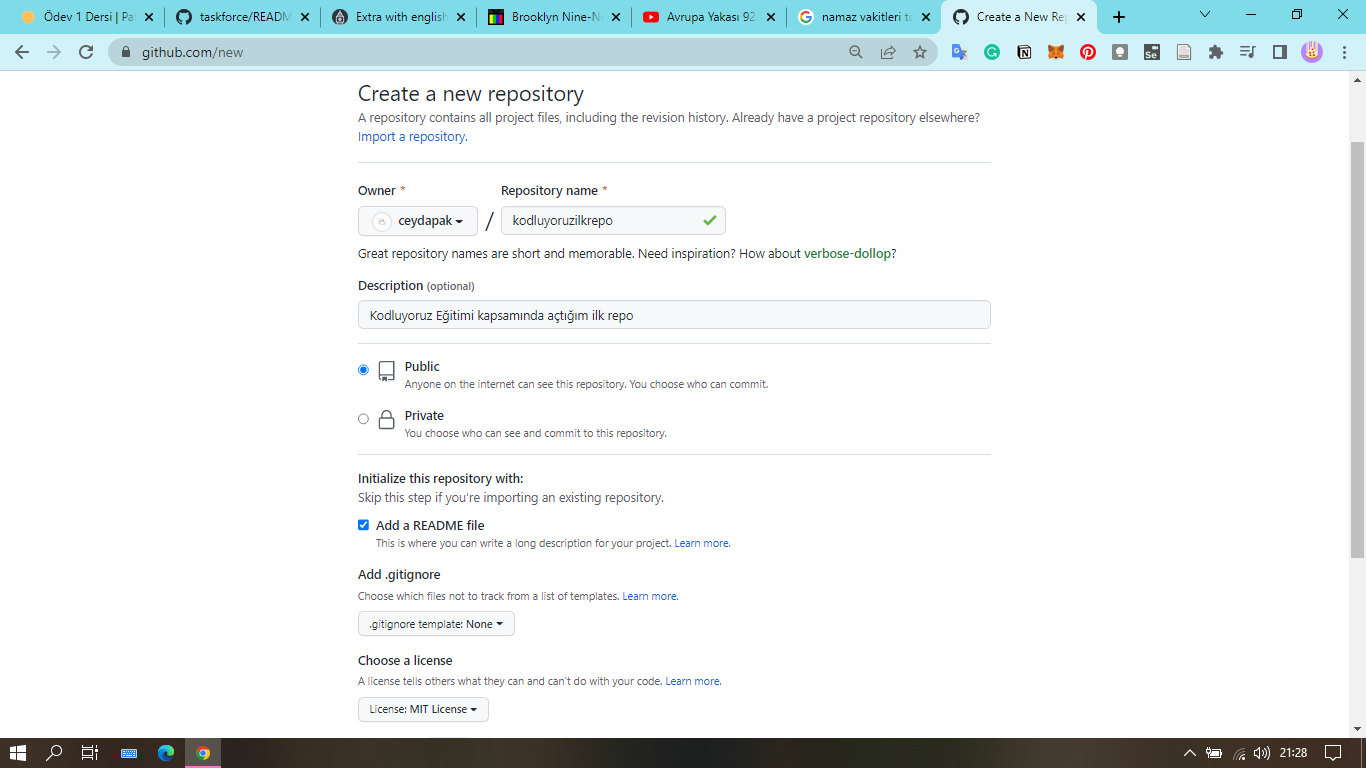 Ödev 1 Dersi | Pa
taskforce/README
Extra with english
Brooklyn Nine-Ni
Avrupa Yakası 92
namaz vakitleri to
Create a New Rep
github.com/new
Create a new repository
A repository contains all project files, including the revision history. Already have a project repository elsewhere?
Import a repository.
Owner * Repository name *
ceydapak / kodluyoruzilkrepo
Great repository names are short and memorable. Need inspiration? How about verbose-dollop?
Description (optional)
Kodluyoruz Eğitimi kapsamında açtığım ilk repo
Public
Anyone on the internet can see this repository. You choose who can commit.
Private
You choose who can see and commit to this repository.
Initialize this repository with:
Skip this step if you're importing an existing repository.
Add a README file
This is where you can write a long description for your project. Learn more.
Add .gitignore
Choose which files not to track from a list of templates. Learn more.
.gitignore template: None
Choose a license
A license tells others what they can and can't do with your code. Learn more.
License: MIT License
21:28